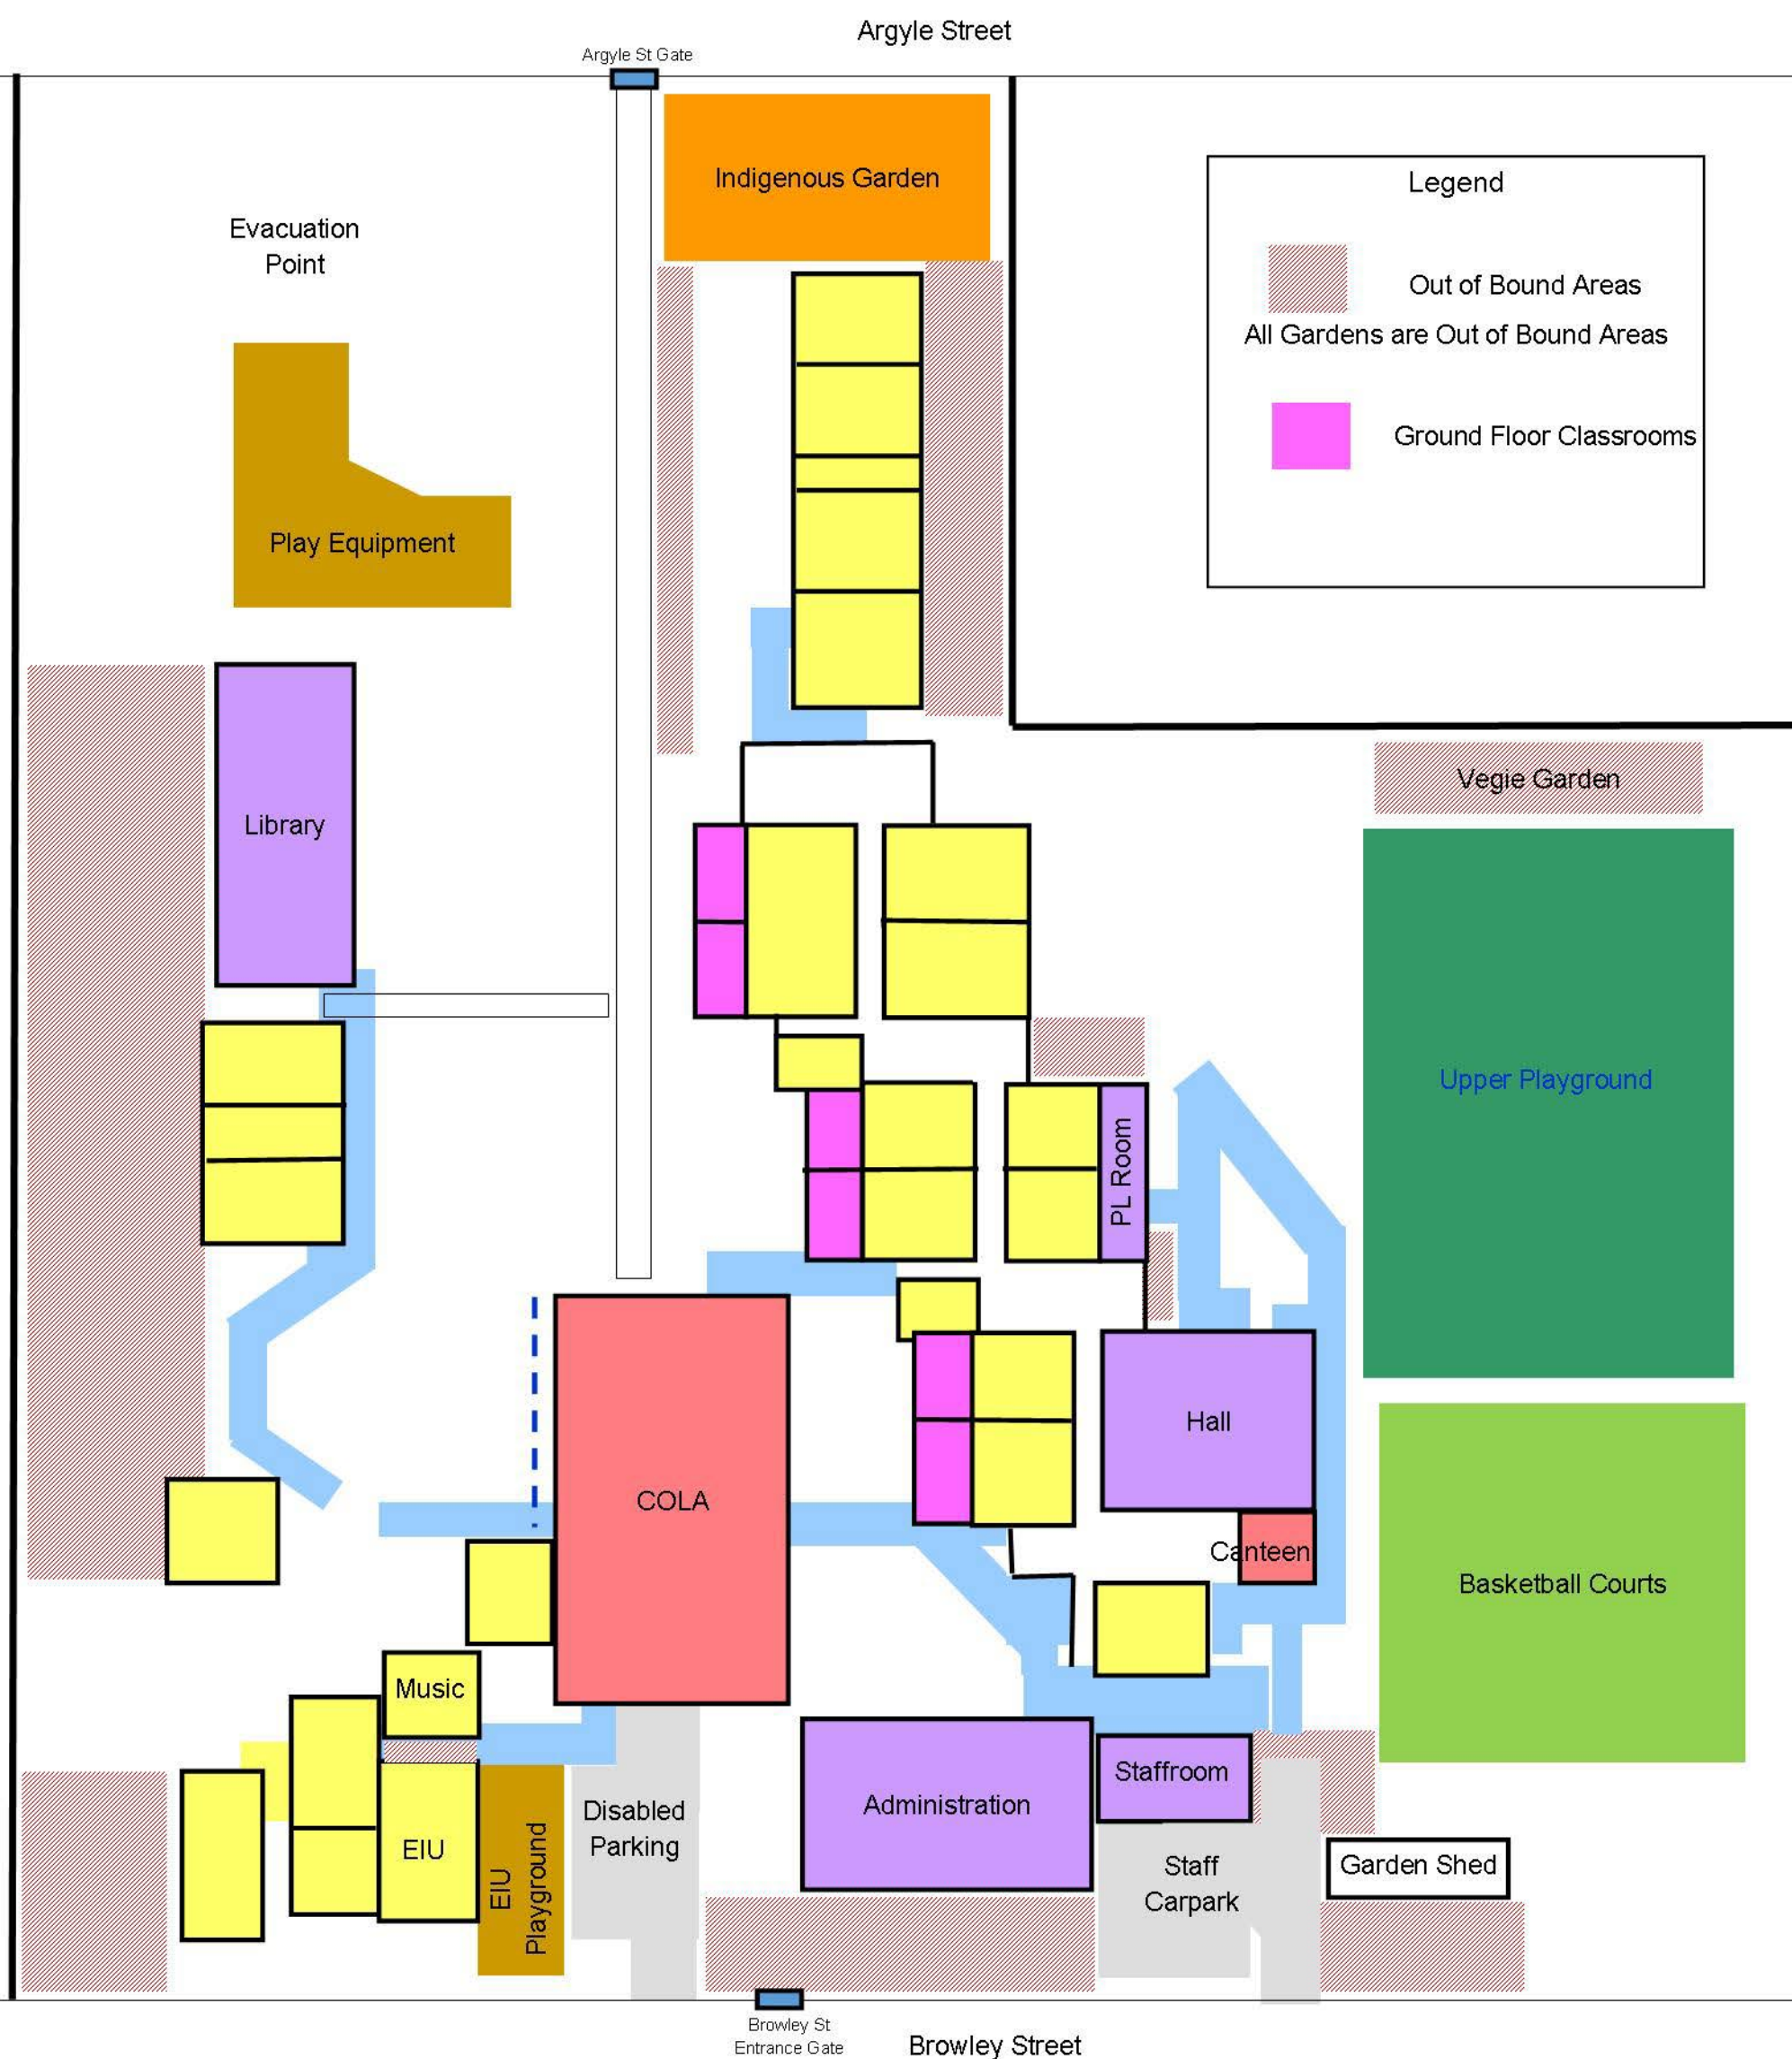 Argyle Street
Argyle St Gate
Indigenous Garden
Legend
Out of Bound Areas
All Gardens are Out of Bound Areas
Ground Floor Classrooms
Evacuation
Point
Play Equipment
Vegie Garden
Library
Upper Playground
PL Room
Hall
COLA
Canteen
Basketball Courts
Music
Staffroom
Administration
Disabled
Parking
EIU
EIU
Playground
Garden Shed
Staff
Carpark
Browley St
Entrance Gate
Browley Street